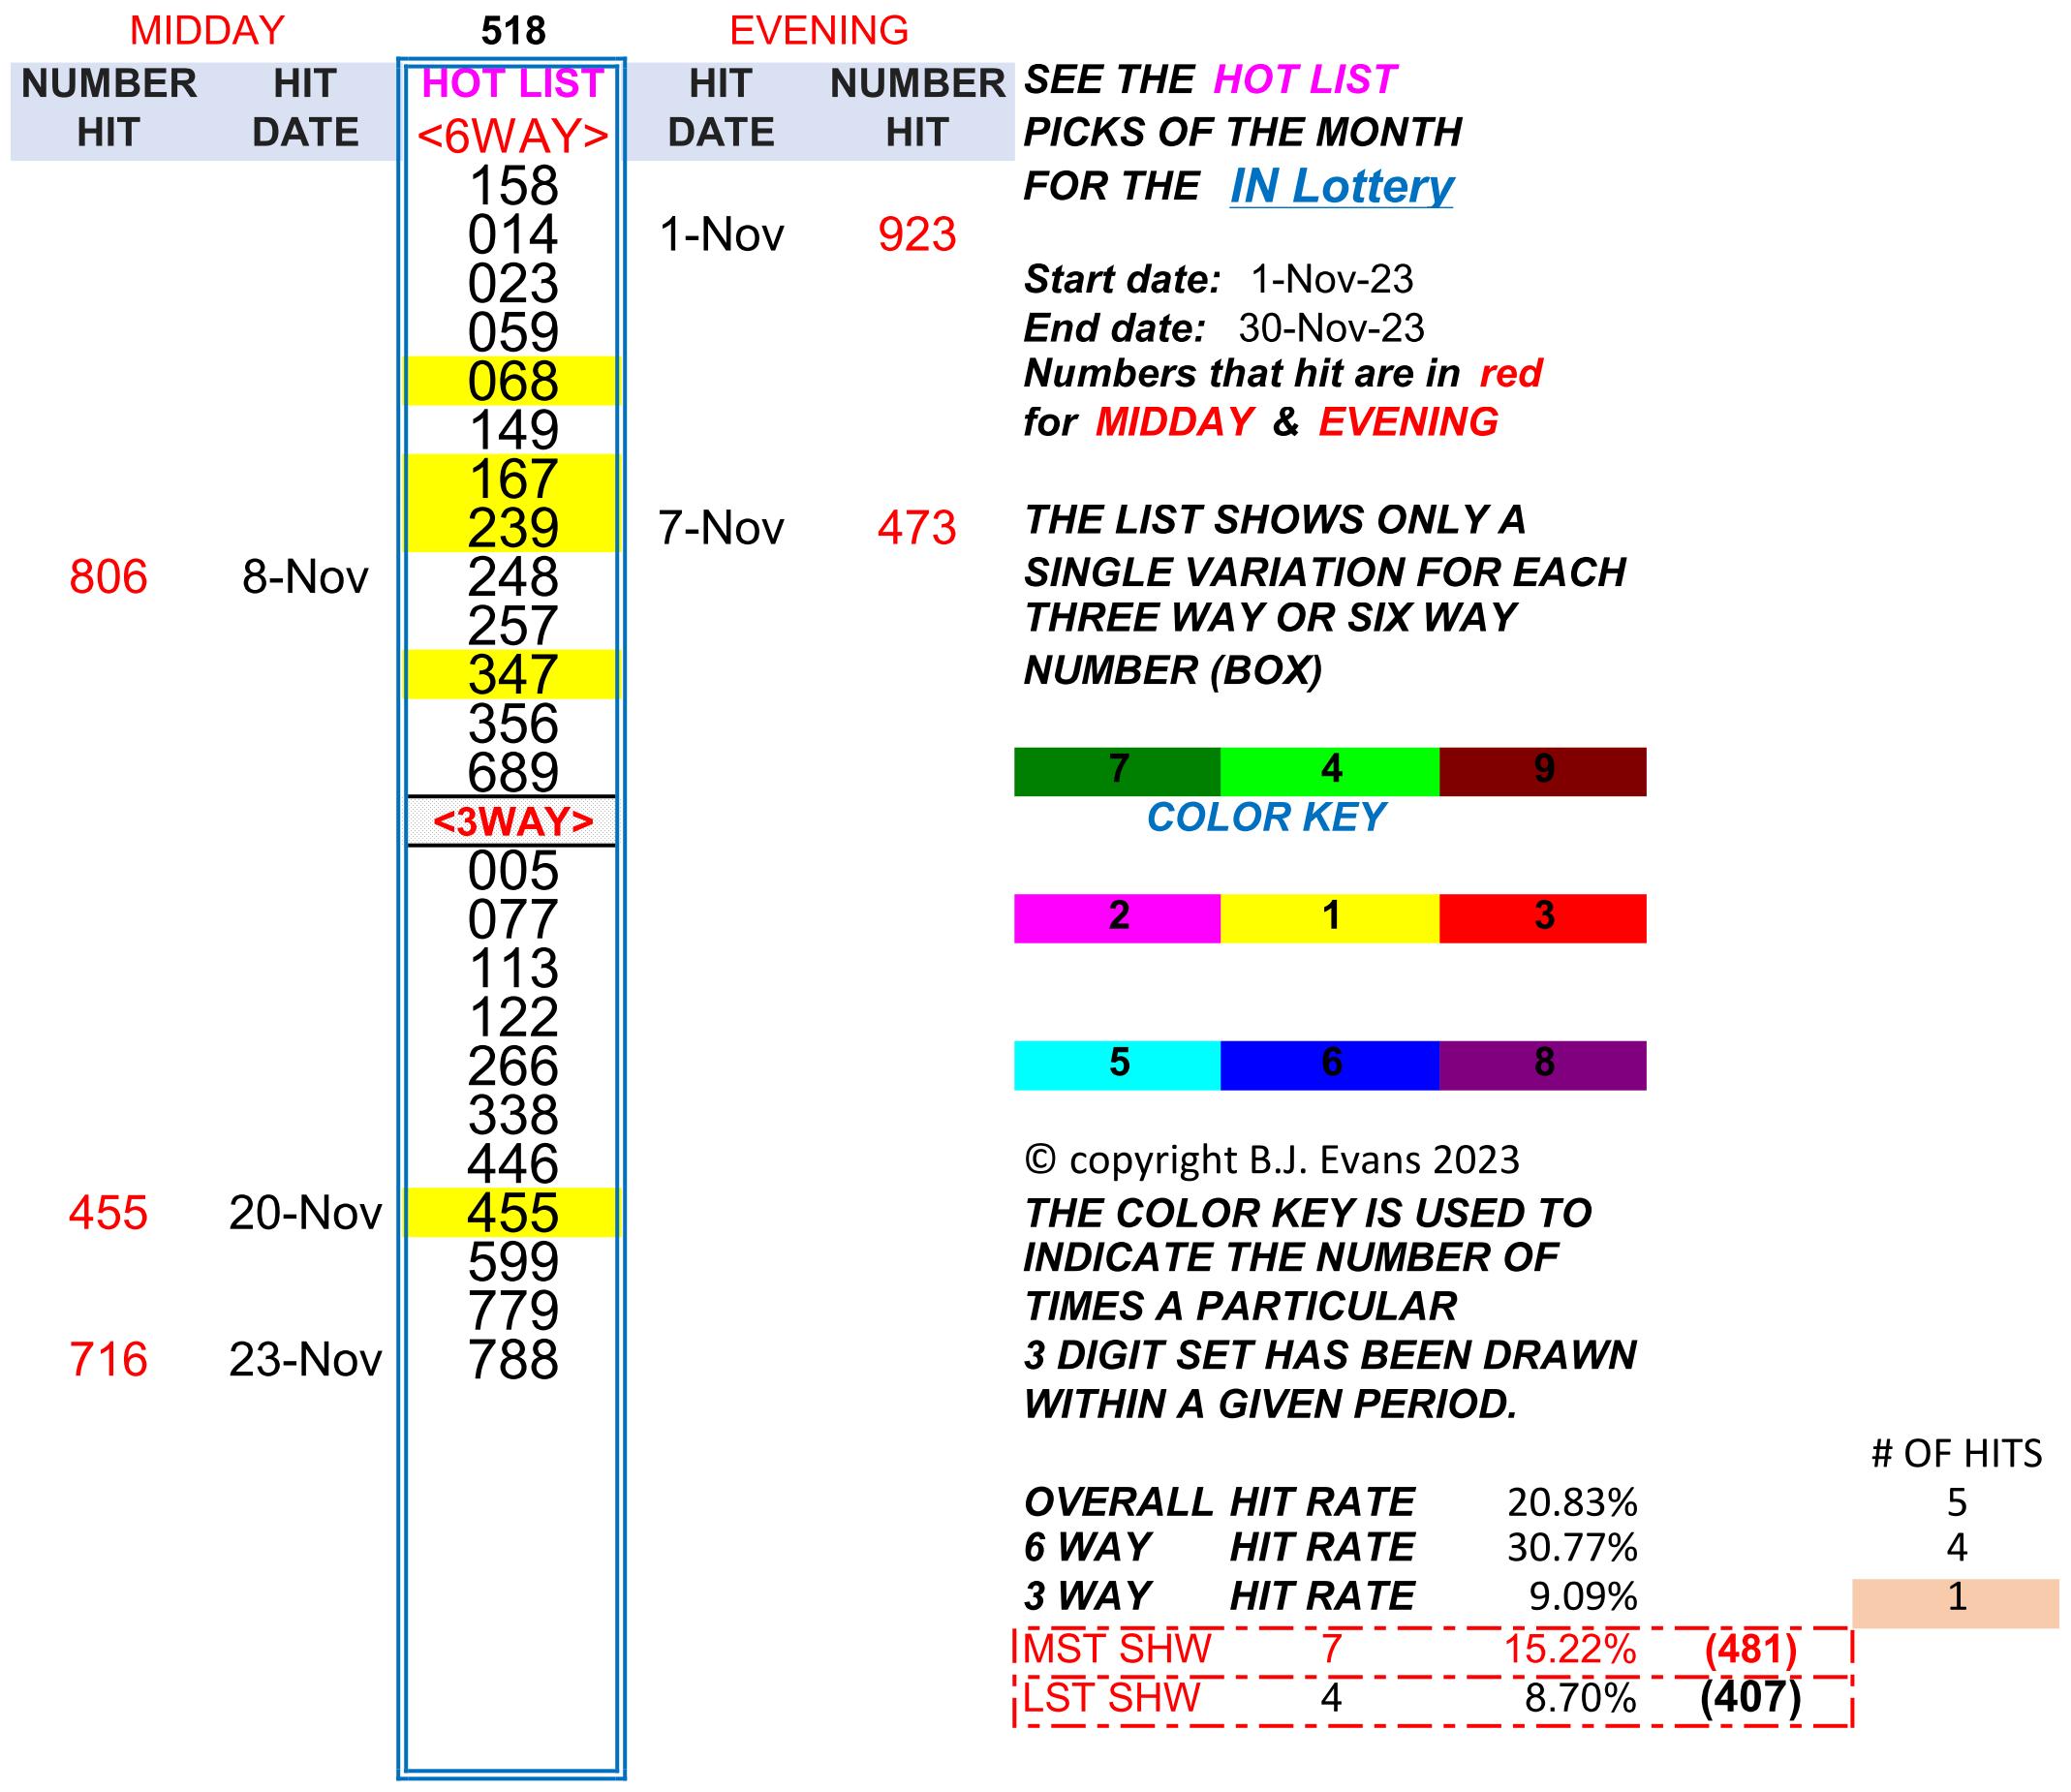 MIDDAY 518 EVENING
NUMBER HIT HOT LIST HIT NUMBER SEE THE HOT LIST
HIT DATE <6WAY> DATE HIT PICKS OF THE MONTH
158 FOR THE IN Lottery
014 1-Nov 923
023 Start date: 1-Nov-23
059 End date: 30-Nov-23
068 Numbers that hit are in red
149 for MIDDAY & EVENING
167
239 7-Nov 473 THE LIST SHOWS ONLY A
806 8-Nov 248 SINGLE VARIATION FOR EACH
257 THREE WAY OR SIX WAY
347 NUMBER (BOX)
356
689 7 4 9
<3WAY> COLOR KEY
005
077 2 1 3
113
122
266 5 6 8
338
446 © copyright B.J. Evans 2023
455 20-Nov 455 THE COLOR KEY IS USED TO
599 INDICATE THE NUMBER OF
779 TIMES A PARTICULAR
716 23-Nov 788 3 DIGIT SET HAS BEEN DRAWN
WITHIN A GIVEN PERIOD.
# OF HITS
OVERALL HIT RATE 20.83% 5
6 WAY HIT RATE 30.77% 4
3 WAY HIT RATE 9.09% 1
MST SHW 7 15.22% (481)
LST SHW 4 8.70% (407)